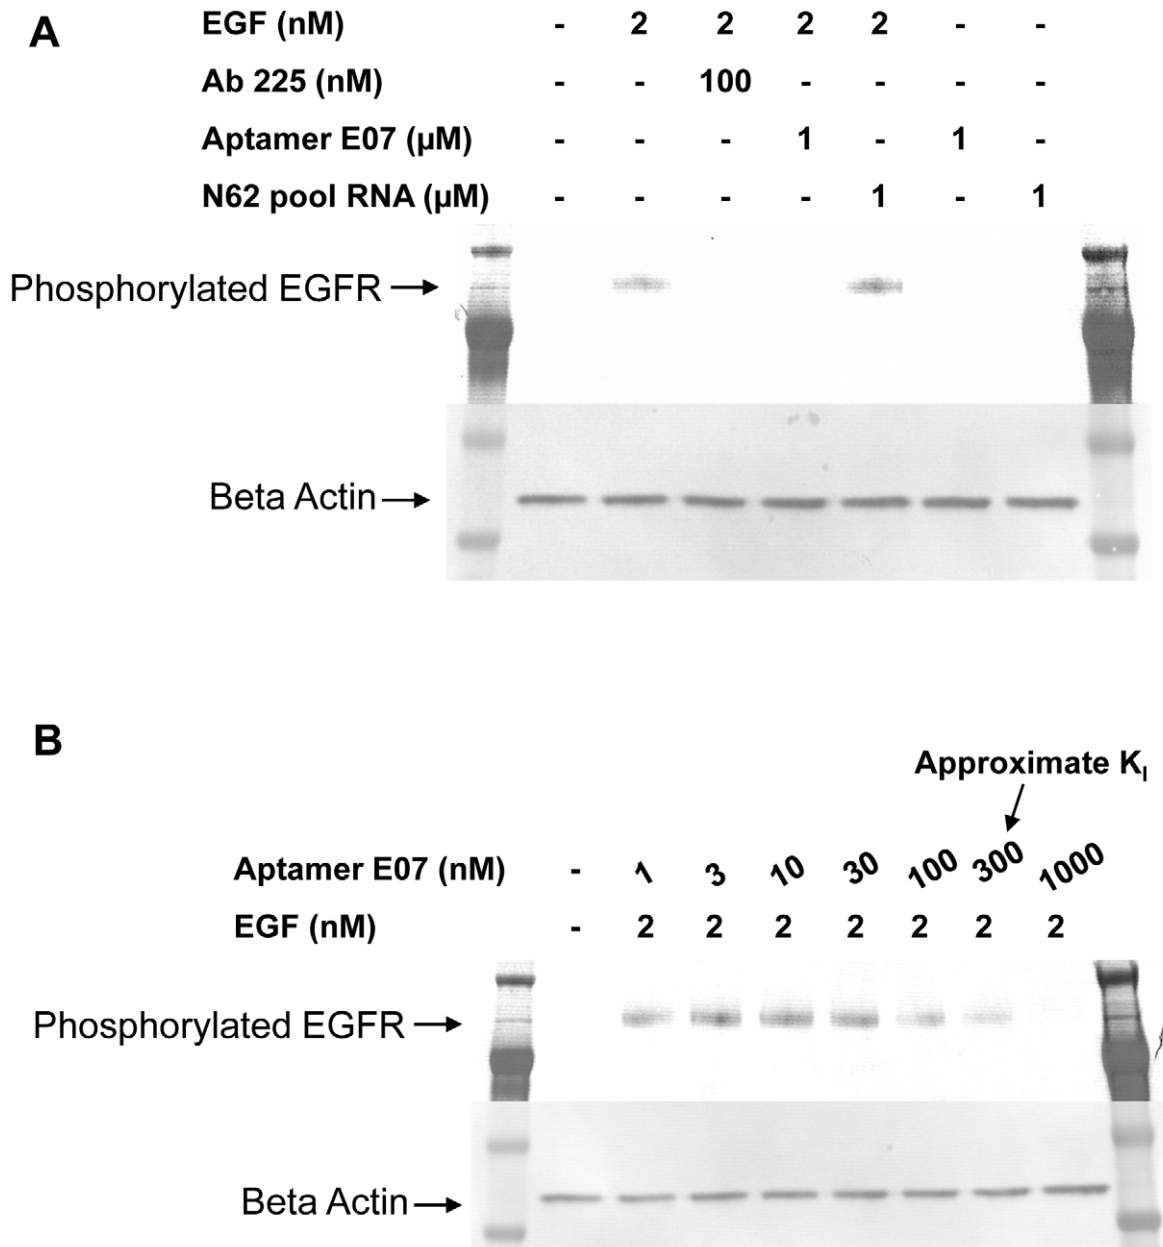 A
EGF (nM) - 2 2 2 2 - -
Ab 225 (nM) - - 100 - - - -
Aptamer E07 (µM) - - - 1 - 1 -
N62 pool RNA (µM) - - - - 1 - 1
Phosphorylated EGFR
Beta Actin
B
Approximate KI
Aptamer E07 (nM) - 1 3 10 30 100 300 1000
EGF (nM) - 2 2 2 2 2 2 2
Phosphorylated EGFR
Beta Actin